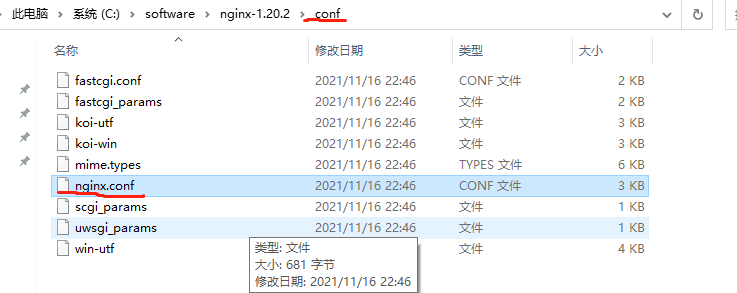 此电脑 > 系统 (C:) > software > nginx-1.20.2 > conf
名称 修改日期 类型 大小
fastcgi.conf 2021/11/16 22:46 CONF 文件 2 KB
fastcgi_params 2021/11/16 22:46 文件 2 KB
koi-utf 2021/11/16 22:46 文件 3 KB
koi-win 2021/11/16 22:46 文件 3 KB
mime.types 2021/11/16 22:46 TYPES 文件 6 KB
nginx.conf 2021/11/16 22:46 CONF 文件 3 KB
scgi_params 2021/11/16 22:46 文件 1 KB
uwsgi_params 2021/11/16 22:46 文件 1 KB
win-utf 文件 4 KB
类型: 文件
大小: 681 字节
修改日期: 2021/11/16 22:46